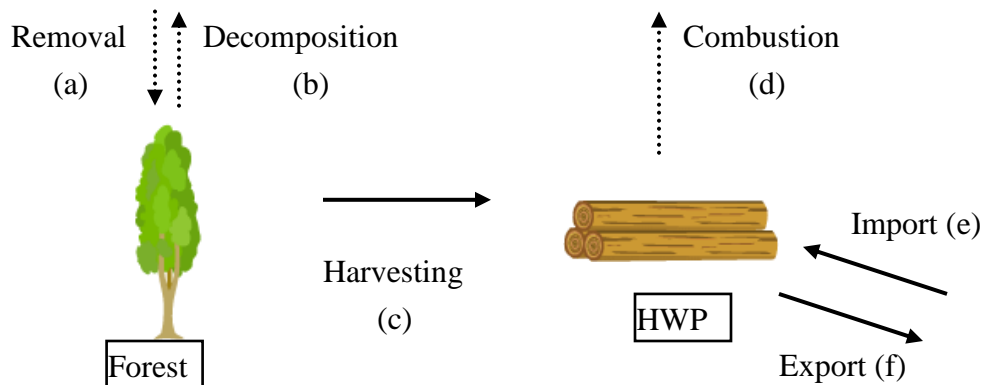 Removal
(a)
Decomposition
(b)
Combustion
(d)
Harvesting
(c)
Import (e)
Export (f)
Forest
HWP